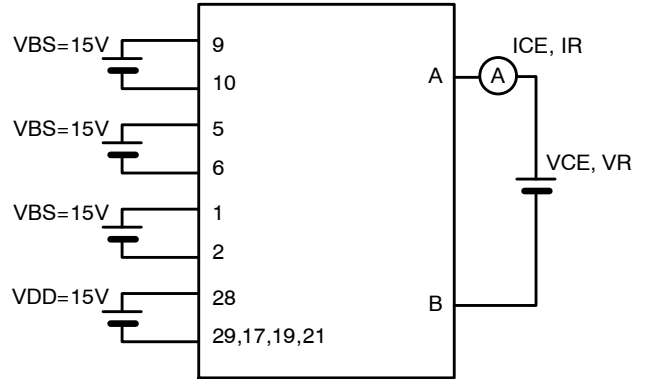 VBS=15V
9
10
VBS=15V
5
6
VBS=15V
1
2
VDD=15V
28
29,17,19,21
A
A
ICE, IR
VCE, VR
B